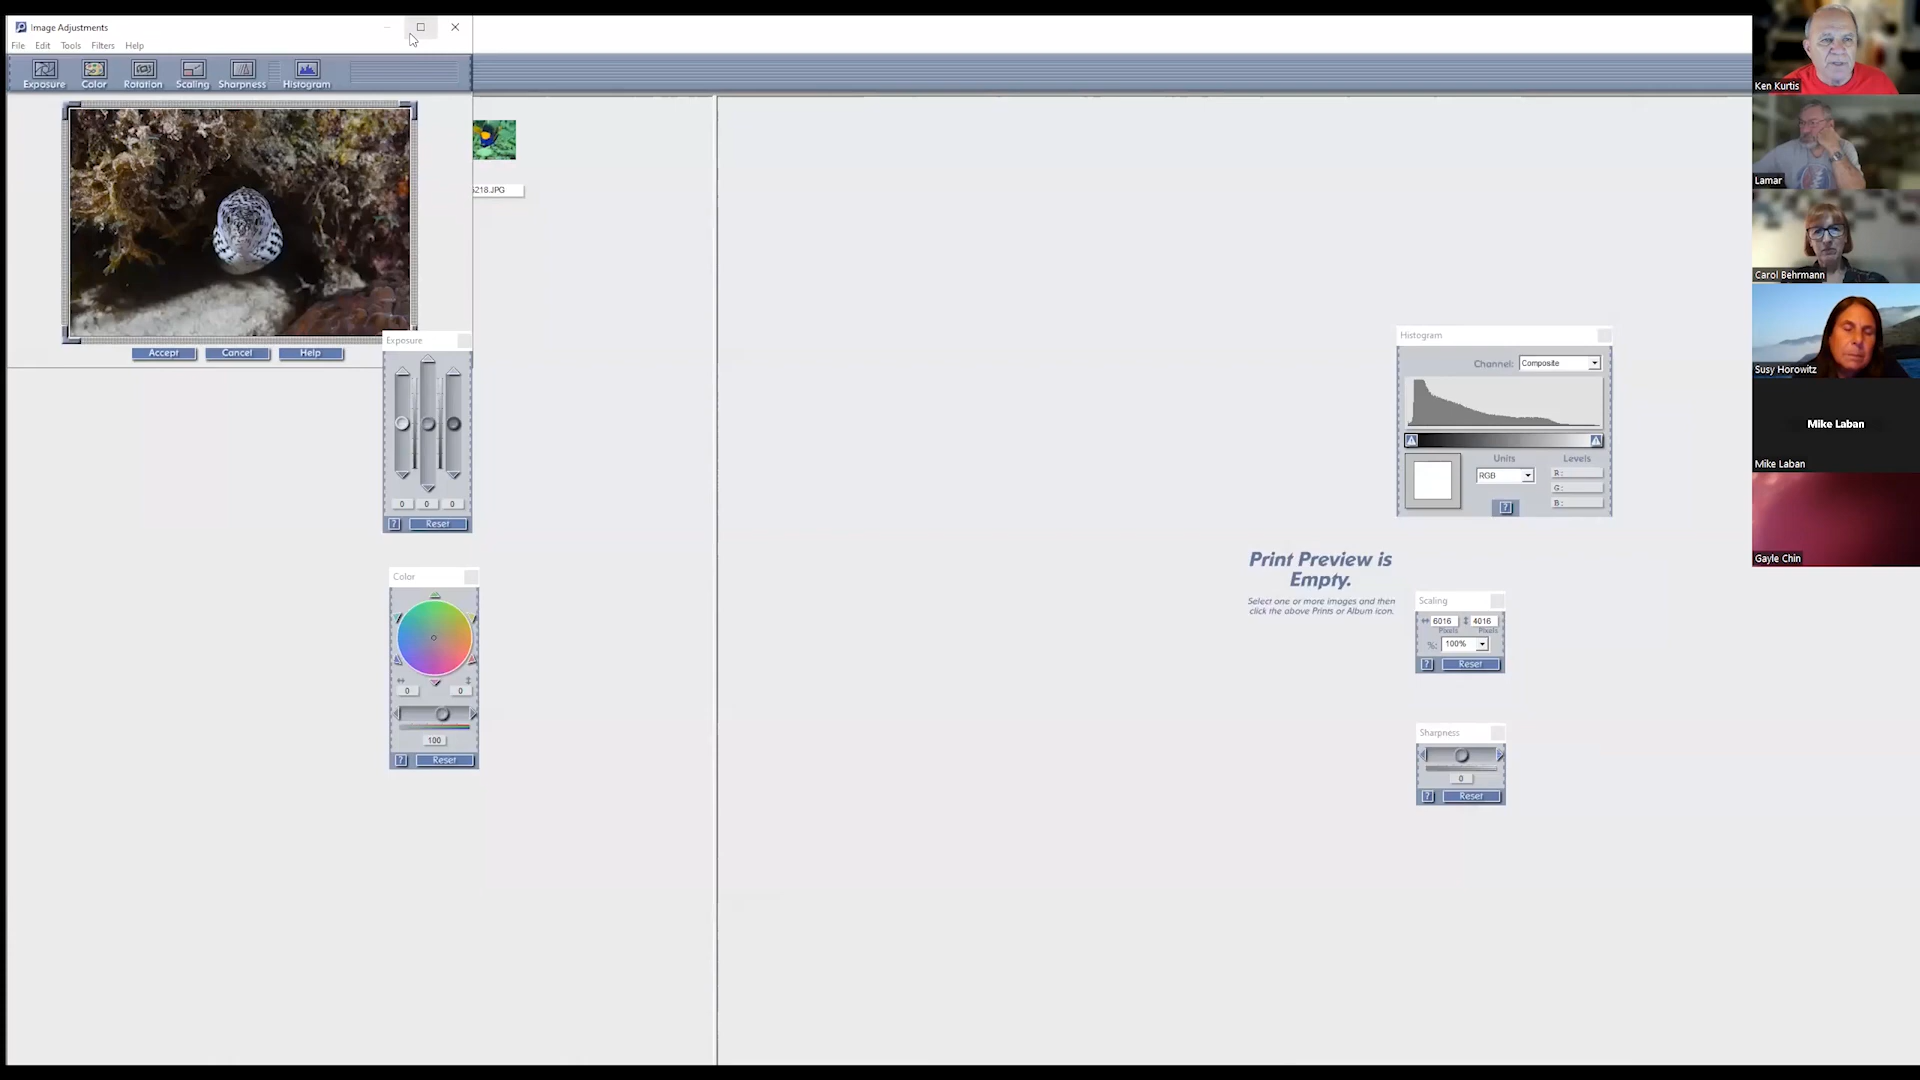 Image Adjustments
File Edit Tools Filters Help
Exposure Color Rotation Scaling Sharpness Histogram
5218.JPG
Accept Cancel Help
Exposure
0 0 0
? Reset
Color
0 0
100
? Reset
Histogram
Channel: Composite
Units Levels
RGB
R:
G:
B:
?
Print Preview is
Empty.
Select one or more images and then
click the above Prints or Album icon.
Scaling
6016 4016
Pixels Pixels
%: 100%
? Reset
Sharpness
0
? Reset
Ken Kurtis
Lamar
Carol Behrmann
Susy Horowitz
Mike Laban
Mike Laban
Gayle Chin